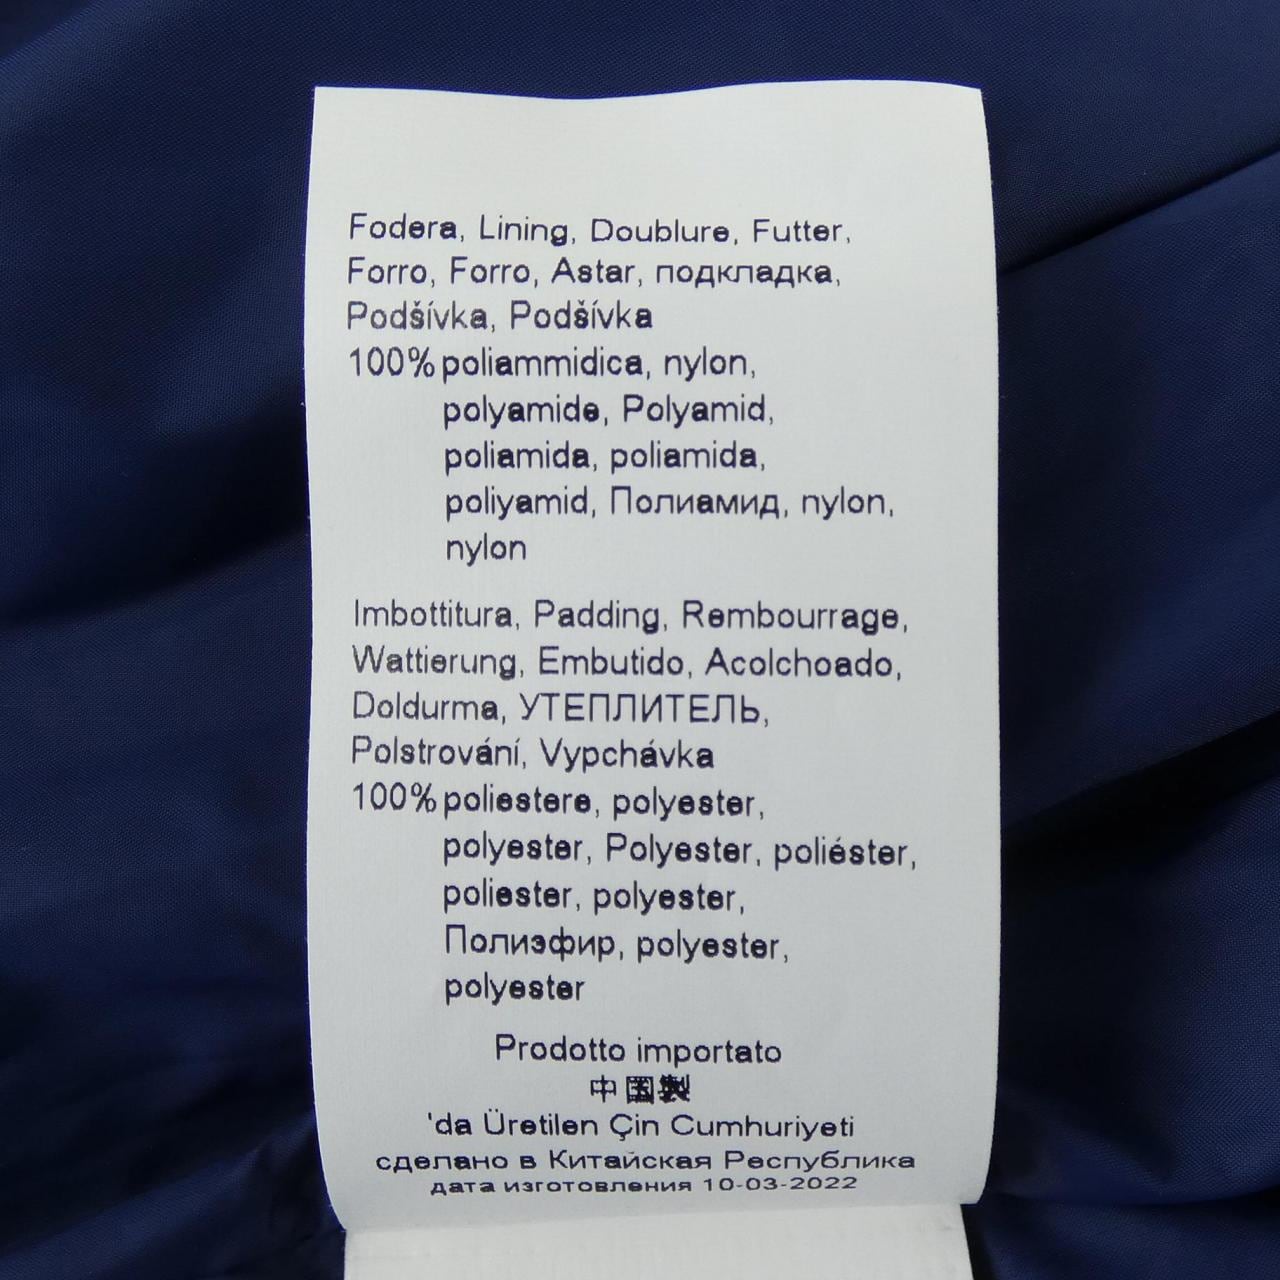 Fodera, Lining, Doublure, Futter,
Forro, Forro, Astar, подкладка,
Podšívka, Podšívka
100% poliammidica, nylon,
polyamide, Polyamid,
poliamida, poliamida,
poliyamid, Полиамид, nylon,
nylon
Imbottitura, Padding, Rembourrage,
Wattierung, Embutido, Acolchoado,
Doldurma, УТЕПЛИТЕЛЬ,
Polstrování, Vypchávka
100% poliestere, polyester,
polyester, Polyester, poliéster,
poliester, polyester,
Полиэфир, polyester,
polyester
Prodotto importato
中国製
'da Üretilen Çin Cumhuriyeti
сделано в Китайская Республика
дата изготовления 10-03-2022